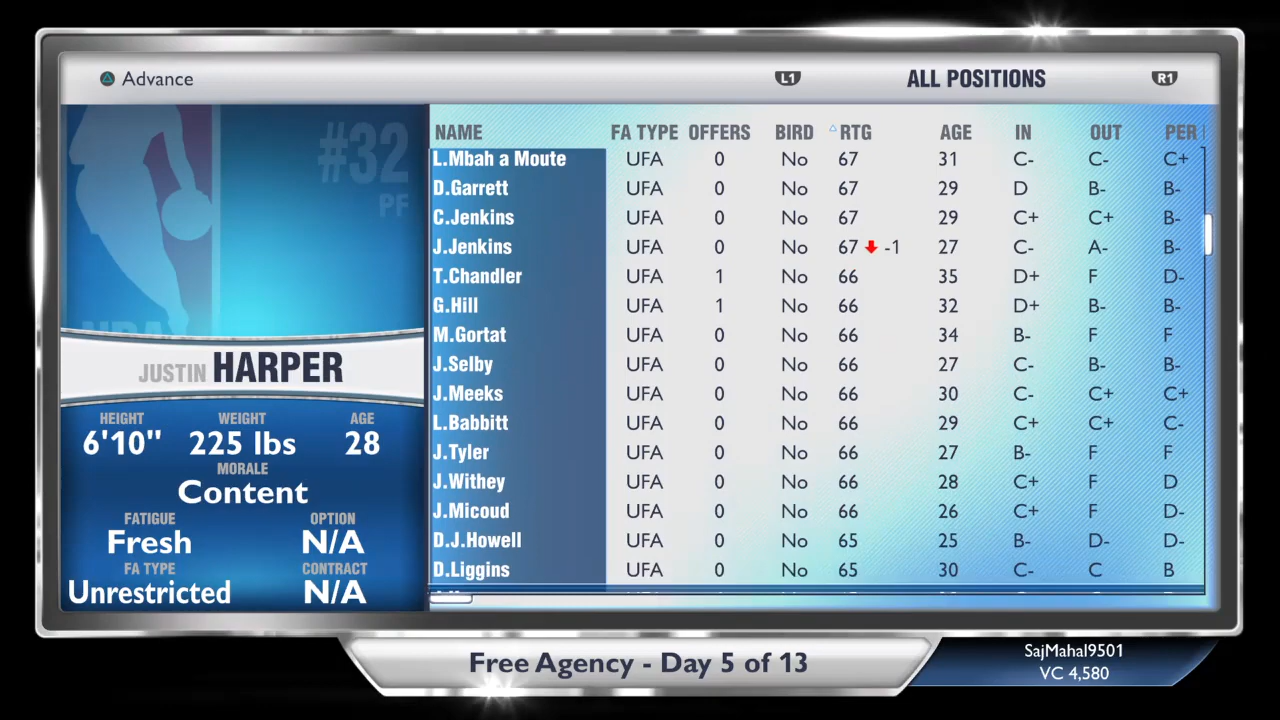 Advance
L1
ALL POSITIONS
R1
#32
PF
JUSTIN HARPER
HEIGHT WEIGHT AGE
6'10" 225 lbs 28
MORALE
Content
FATIGUE OPTION
Fresh N/A
FA TYPE CONTRACT
Unrestricted N/A
NAME FA TYPE OFFERS BIRD RTG AGE IN OUT PER
L.Mbah a Moute UFA 0 No 67 31 C- C- C+
D.Garrett UFA 0 No 67 29 D B- B-
C.Jenkins UFA 0 No 67 29 C+ C+ B-
J.Jenkins UFA 0 No 67 -1 27 C- A- B-
T.Chandler UFA 1 No 66 35 D+ F D-
G.Hill UFA 1 No 66 32 D+ B- B-
M.Gortat UFA 0 No 66 34 B- F F
J.Selby UFA 0 No 66 27 C- B- B-
J.Meeks UFA 0 No 66 30 C- C+ C+
L.Babbitt UFA 0 No 66 29 C+ C+ C-
J.Tyler UFA 0 No 66 27 B- F F
J.Withey UFA 0 No 66 28 C+ F D
J.Micoud UFA 0 No 66 26 C+ F D-
D.J.Howell UFA 0 No 65 25 B- D- D-
D.Liggins UFA 0 No 65 30 C- C B
Free Agency - Day 5 of 13
SajMahal9501
VC 4,580